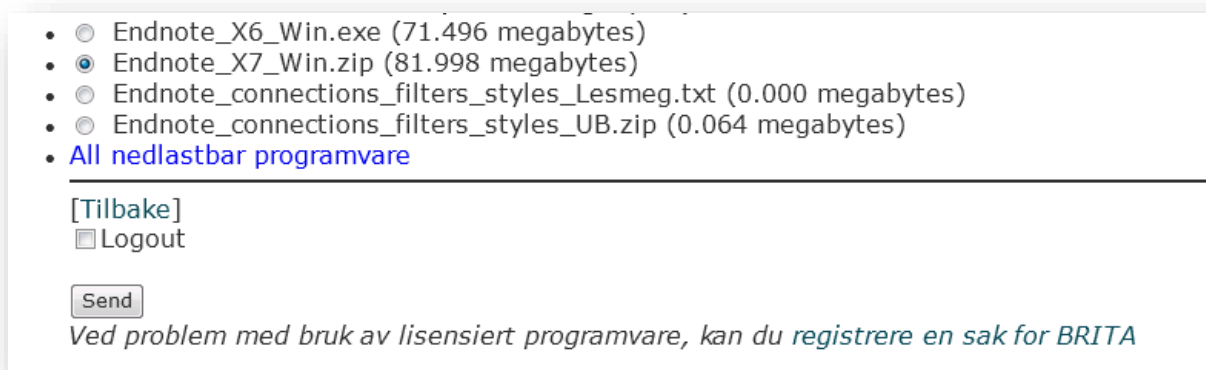 Endnote_X6_Win.exe (71.496 megabytes)
Endnote_X7_Win.zip (81.998 megabytes)
Endnote_connections_filters_styles_Lesmeg.txt (0.000 megabytes)
Endnote_connections_filters_styles_UB.zip (0.064 megabytes)
All nedlastbar programvare
[Tilbake]
Logout
Send
Ved problem med bruk av lisensiert programvare, kan du registrere en sak for BRITA